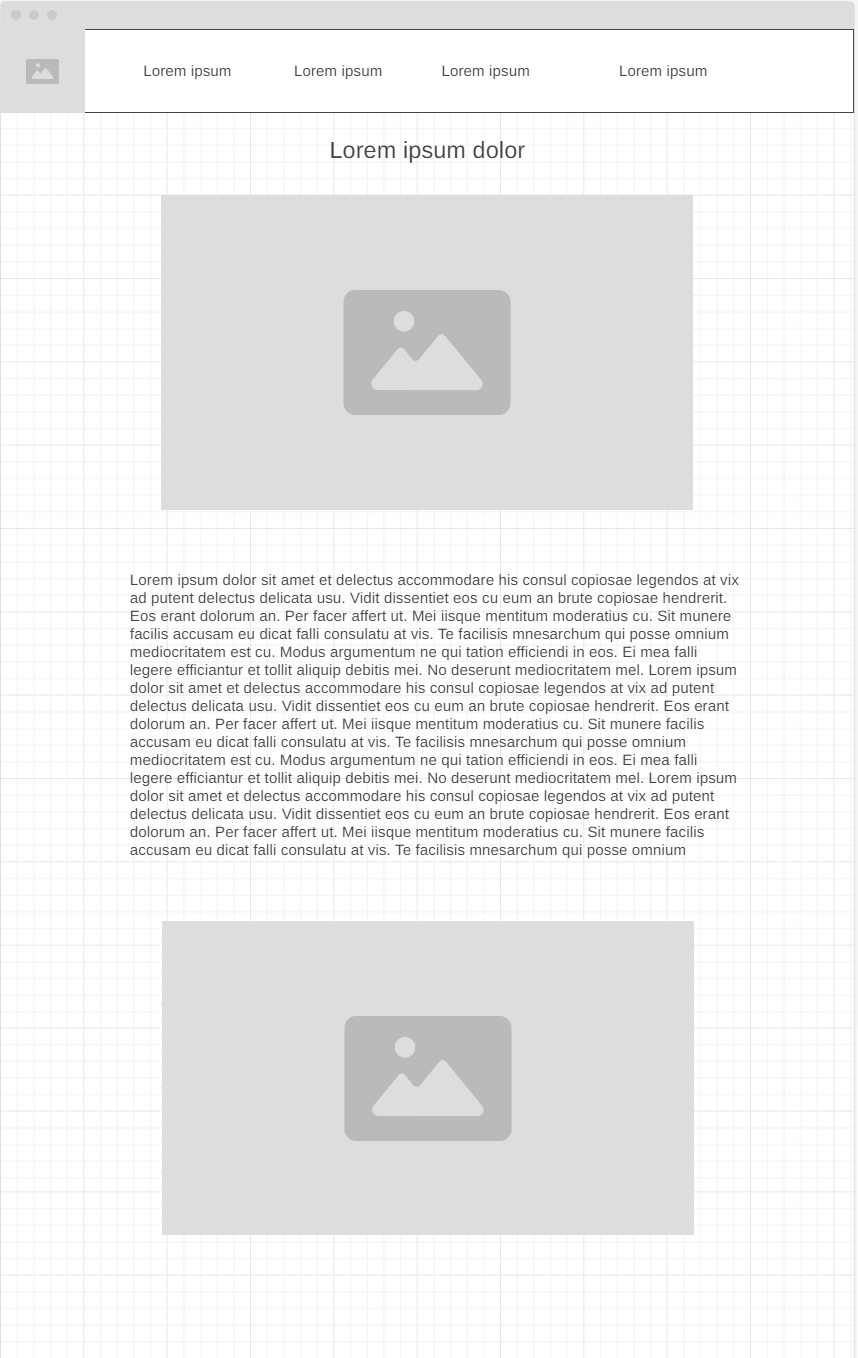 Lorem ipsum Lorem ipsum Lorem ipsum Lorem ipsum
Lorem ipsum dolor
Lorem ipsum dolor sit amet et delectus accommodare his consul copiosae legendos at vix
ad putent delectus delicata usu. Vidit dissentiet eos cu eum an brute copiosae hendrerit.
Eos erant dolorum an. Per facer affert ut. Mei iisque mentitum moderatius cu. Sit munere
facilis accusam eu dicat falli consulatu at vis. Te facilisis mnesarchum qui posse omnium
mediocritatem est cu. Modus argumentum ne qui tation efficiendi in eos. Ei mea falli
legere efficiantur et tollit aliquip debitis mei. No deserunt mediocritatem mel. Lorem ipsum
dolor sit amet et delectus accommodare his consul copiosae legendos at vix ad putent
delectus delicata usu. Vidit dissentiet eos cu eum an brute copiosae hendrerit. Eos erant
dolorum an. Per facer affert ut. Mei iisque mentitum moderatius cu. Sit munere facilis
accusam eu dicat falli consulatu at vis. Te facilisis mnesarchum qui posse omnium
mediocritatem est cu. Modus argumentum ne qui tation efficiendi in eos. Ei mea falli
legere efficiantur et tollit aliquip debitis mei. No deserunt mediocritatem mel. Lorem ipsum
dolor sit amet et delectus accommodare his consul copiosae legendos at vix ad putent
delectus delicata usu. Vidit dissentiet eos cu eum an brute copiosae hendrerit. Eos erant
dolorum an. Per facer affert ut. Mei iisque mentitum moderatius cu. Sit munere facilis
accusam eu dicat falli consulatu at vis. Te facilisis mnesarchum qui posse omnium